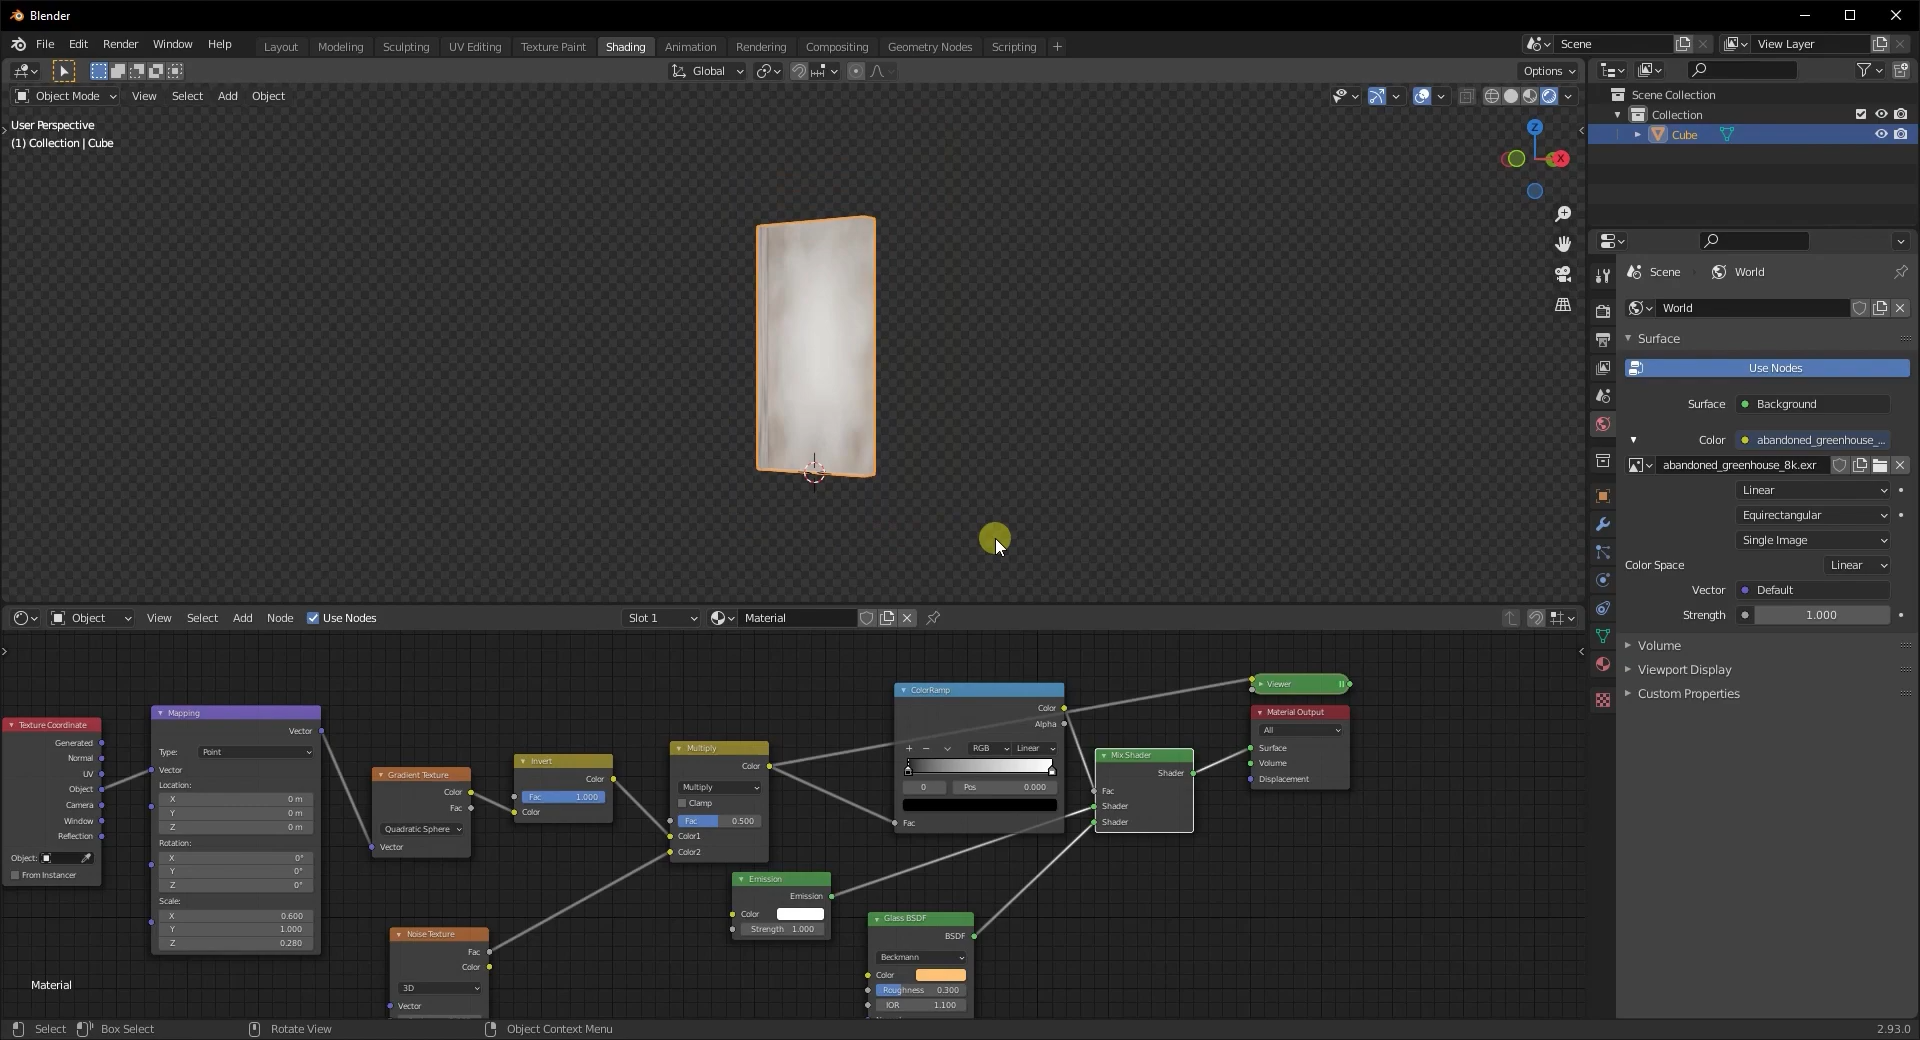 Blender
File Edit Render Window Help
Layout Modeling Sculpting UV Editing Texture Paint Shading Animation Rendering Compositing Geometry Nodes Scripting +
Scene
View Layer
Global
Options
Object Mode View Select Add Object
User Perspective
(1) Collection | Cube
Z
X
Scene Collection
Collection
Cube
Scene World
World
Surface
Use Nodes
Surface Background
Color abandoned_greenhouse_...
abandoned_greenhouse_8k.exr
Linear
Equirectangular
Single Image
Color Space Linear
Vector Default
Strength 1.000
Volume
Viewport Display
Custom Properties
Object View Select Add Node Use Nodes Slot 1 Material
Texture Coordinate
Generated
Normal
UV
Object
Camera
Window
Reflection
Object:
From Instancer
Mapping
Vector
Type: Point
Vector
Location:
X 0 m
Y 0 m
Z 0 m
Rotation:
X 0°
Y 0°
Z 0°
Scale:
X 0.600
Y 1.000
Z 0.280
Gradient Texture
Color
Fac
Quadratic Sphere
Vector
Invert
Color
Fac 1.000
Color
Noise Texture
Fac
Color
3D
Vector
Multiply
Color
Multiply
Clamp
Fac 0.500
Color1
Color2
Emission
Emission
Color
Strength 1.000
Glass BSDF
BSDF
Beckmann
Color
Roughness 0.300
IOR 1.100
ColorRamp
Color
Alpha
+ − RGB Linear
0 Pos 0.000
Fac
Mix Shader
Shader
Fac
Shader
Shader
Viewer
Material Output
All
Surface
Volume
Displacement
Material
Select Box Select Rotate View Object Context Menu 2.93.0